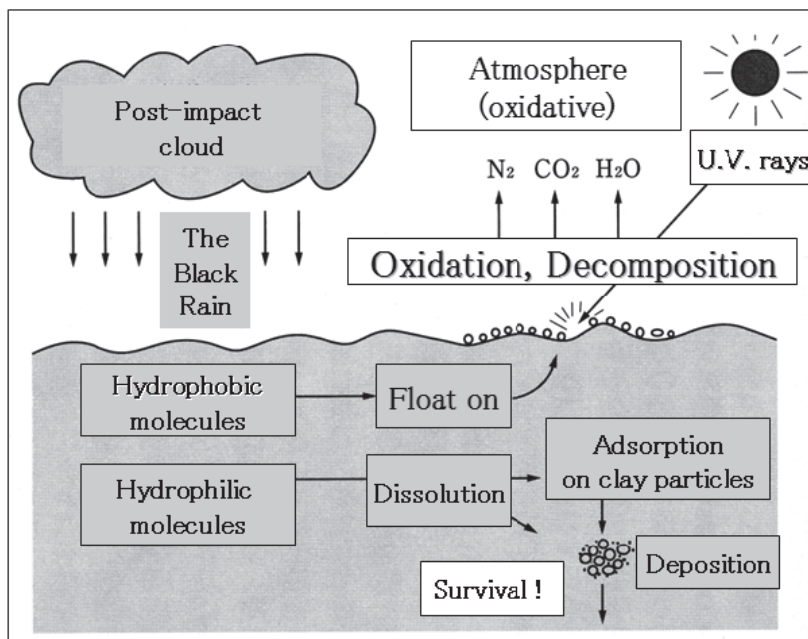 Post-impact
cloud
Atmosphere
(oxidative)
U.V. rays
N₂ CO₂ H₂O
The
Black
Rain
Oxidation, Decomposition
Hydrophobic
molecules
Float on
Adsorption
on clay particles
Hydrophilic
molecules
Dissolution
Deposition
Survival !